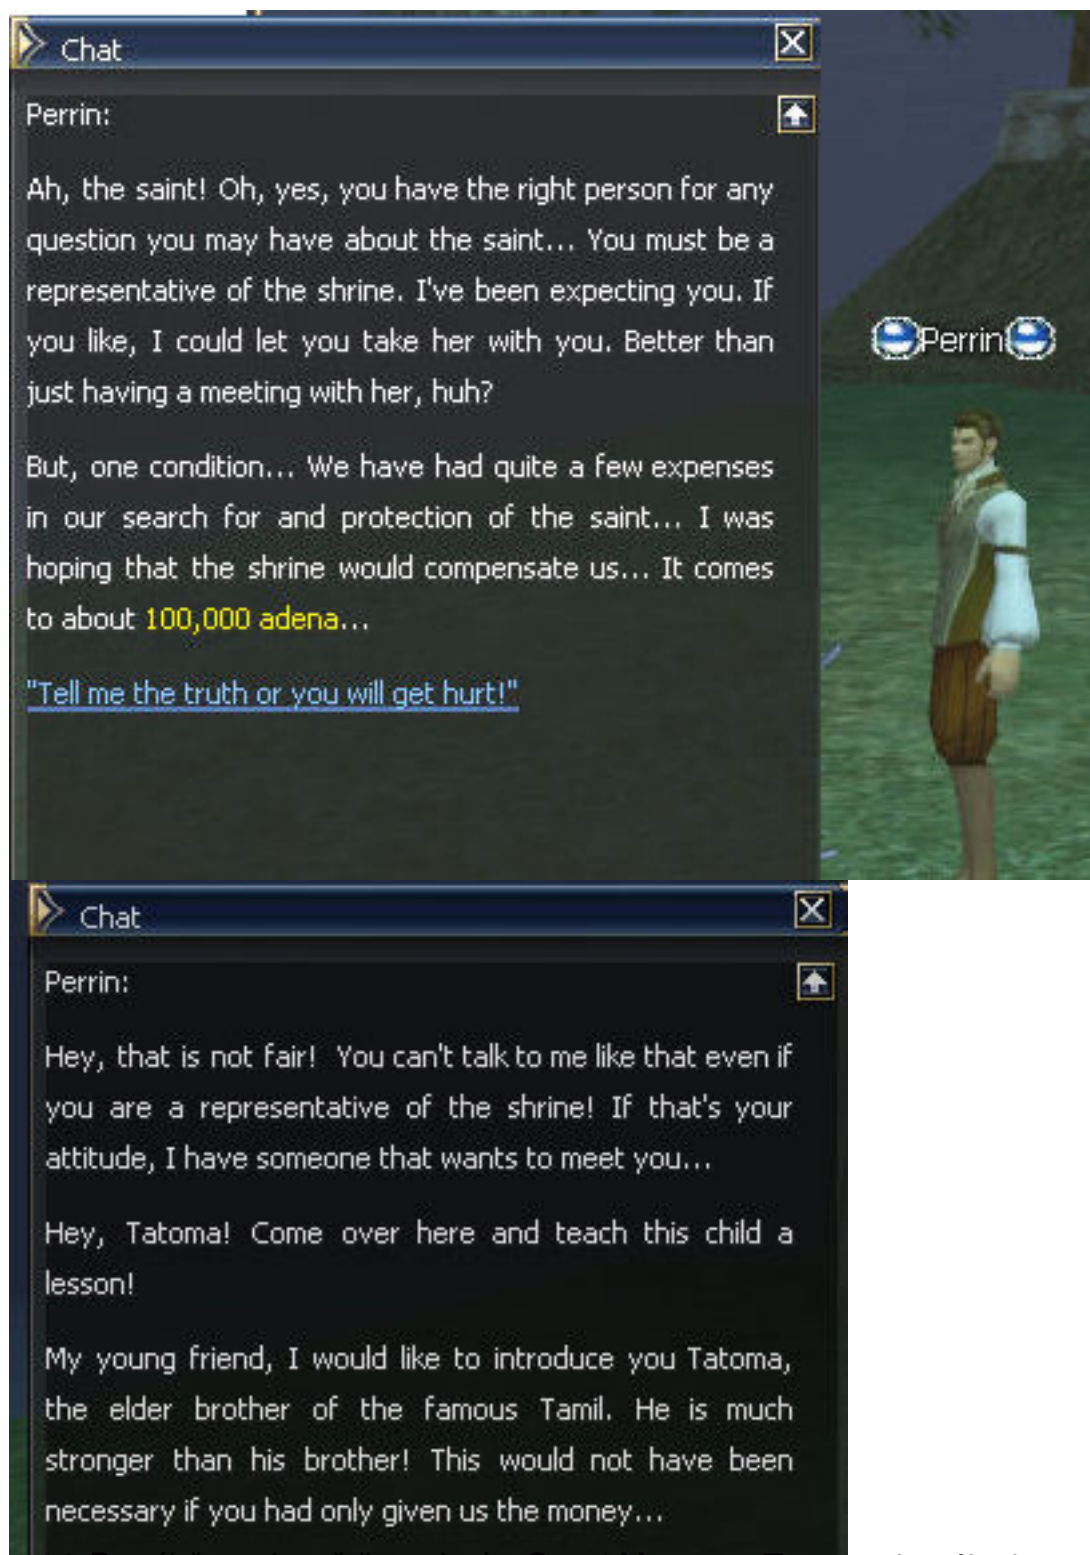 Chat
Perrin:
Ah, the saint! Oh, yes, you have the right person for any
question you may have about the saint... You must be a
representative of the shrine. I've been expecting you. If
you like, I could let you take her with you. Better than
just having a meeting with her, huh?
But, one condition... We have had quite a few expenses
in our search for and protection of the saint... I was
hoping that the shrine would compensate us... It comes
to about 100,000 adena...
"Tell me the truth or you will get hurt!"
Perrin
Chat
Perrin:
Hey, that is not fair! You can't talk to me like that even if
you are a representative of the shrine! If that's your
attitude, I have someone that wants to meet you...
Hey, Tatoma! Come over here and teach this child a
lesson!
My young friend, I would like to introduce you Tatoma,
the elder brother of the famous Tamil. He is much
stronger than his brother! This would not have been
necessary if you had only given us the money...